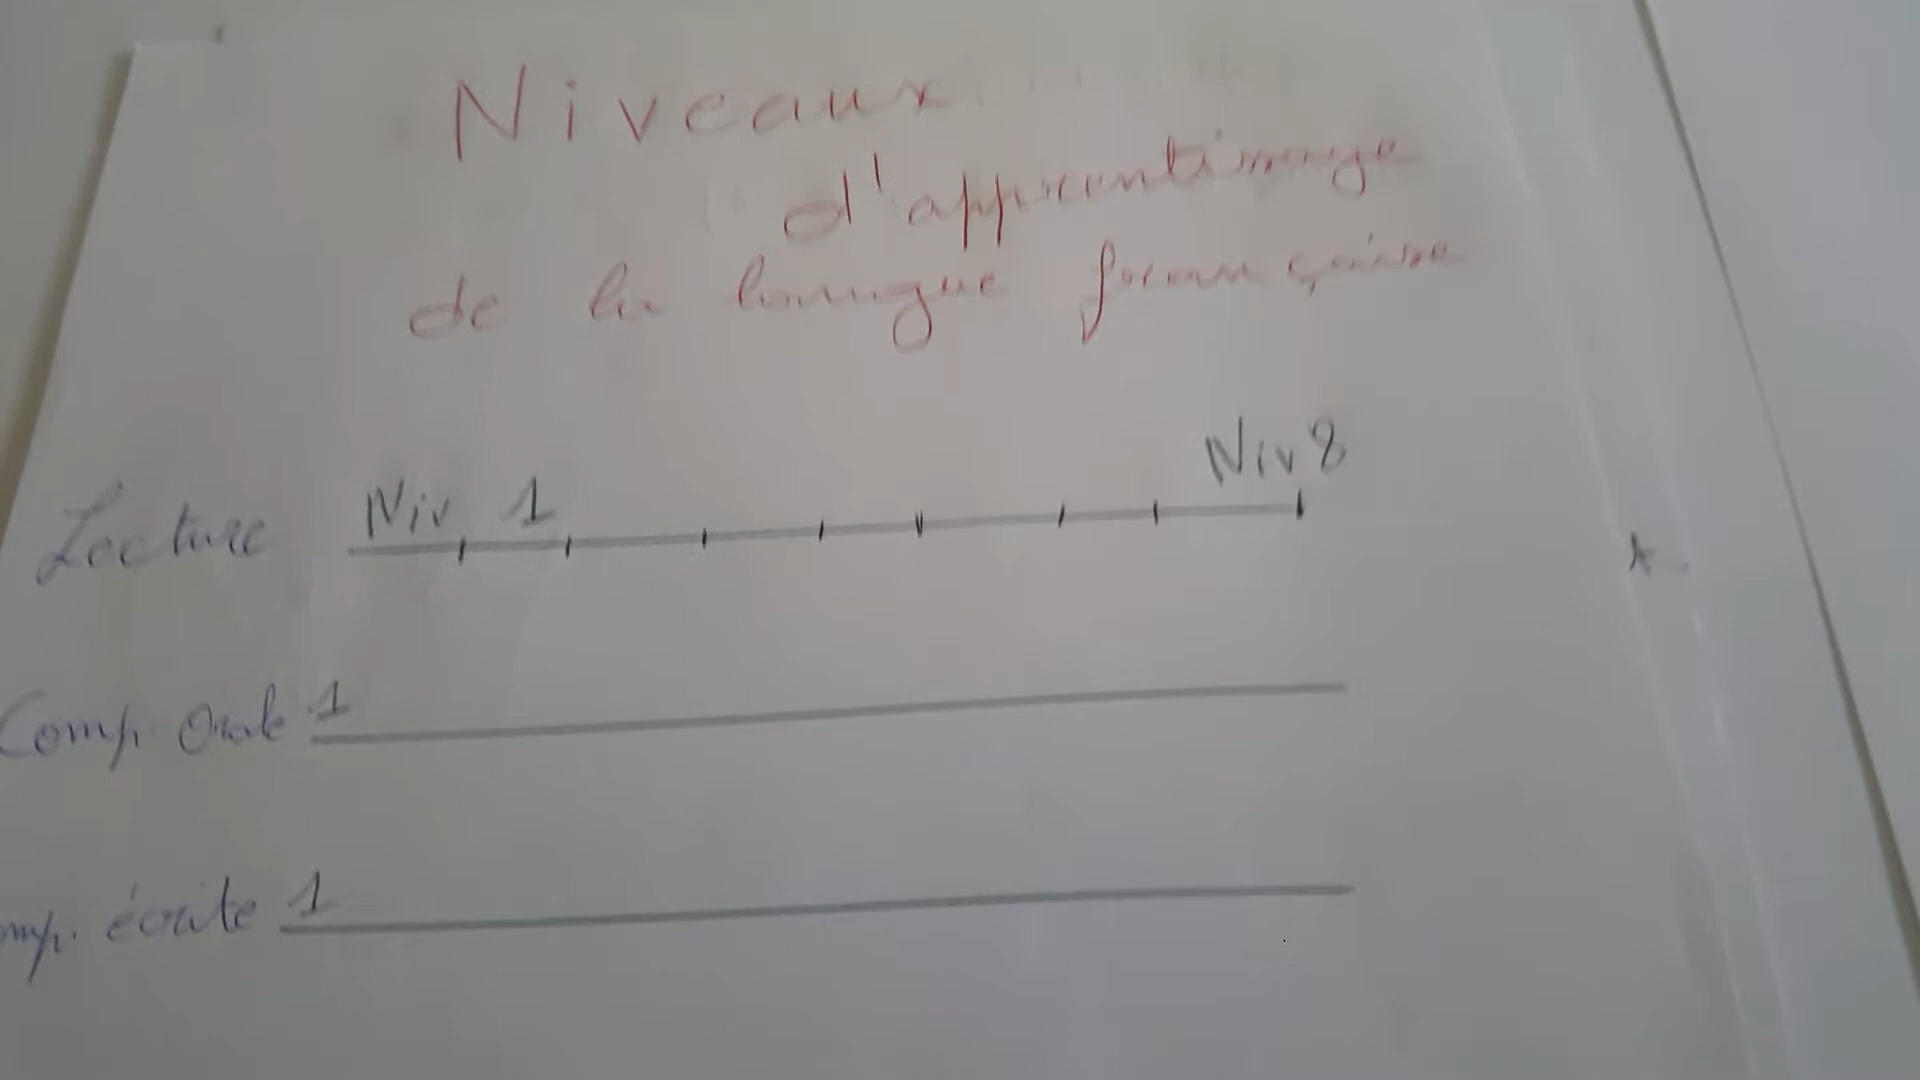 Niveaux
d'apprentissage
de la langue française
Niv 8
Lecture Niv 1
Comp. Orale 1
mp. écrite 1